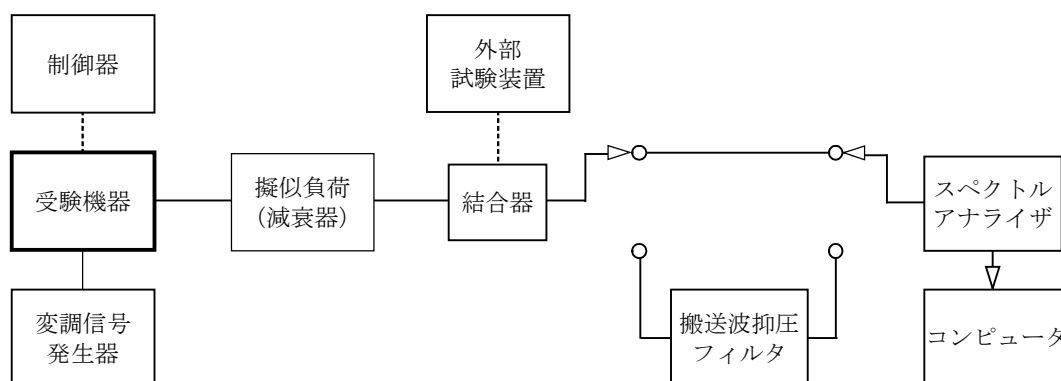 制御器
外部
試験装置
受験機器
擬似負荷
(減衰器)
結合器
スペクトル
アナライザ
変調信号
発生器
搬送波抑圧
フィルタ
コンピュータ